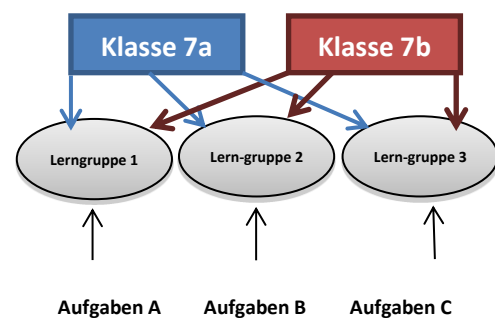 Klasse 7a
Klasse 7b
Lerngruppe 1
Lern-gruppe 2
Lern-gruppe 3
Aufgaben A
Aufgaben B
Aufgaben C